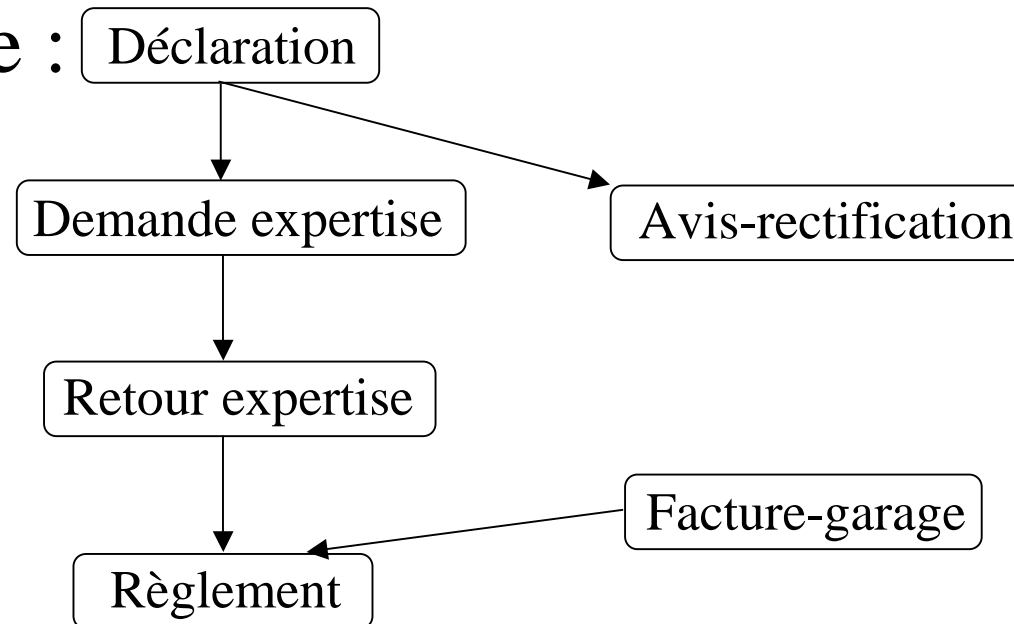 e : Déclaration
Demande expertise
Avis-rectification
Retour expertise
Facture-garage
Règlement